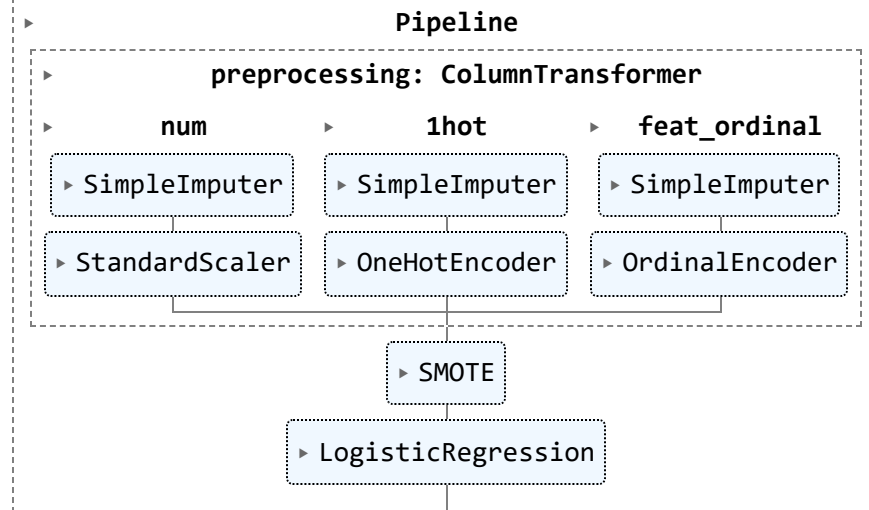 Pipeline
preprocessing: ColumnTransformer
num 1hot feat_ordinal
SimpleImputer SimpleImputer SimpleImputer
StandardScaler OneHotEncoder OrdinalEncoder
SMOTE
LogisticRegression